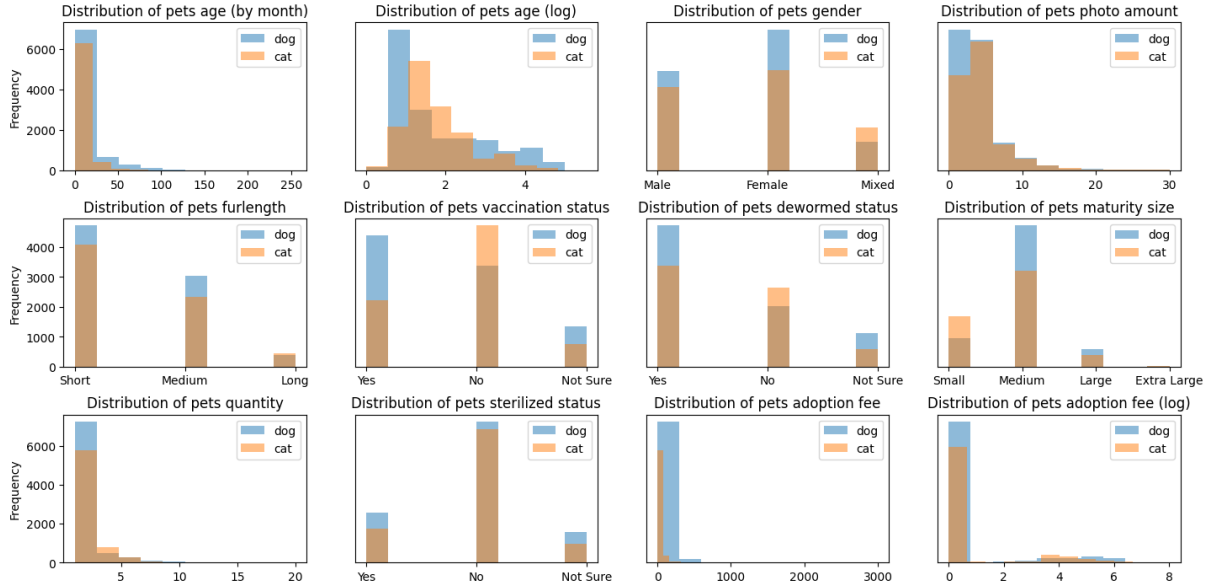 Distribution of pets age (by month)
Distribution of pets age (log)
Distribution of pets gender
Distribution of pets photo amount
Frequency
6000
4000
2000
0
dog
cat
dog
cat
dog
cat
dog
cat
0 50 100 150 200 250
0 2 4
Male Female Mixed
0 10 20 30
Distribution of pets furlength
Distribution of pets vaccination status
Distribution of pets dewormed status
Distribution of pets maturity size
Frequency
4000
3000
2000
1000
0
dog
cat
dog
cat
dog
cat
dog
cat
Short Medium Long
Yes No Not Sure
Yes No Not Sure
Small Medium Large Extra Large
Distribution of pets quantity
Distribution of pets sterilized status
Distribution of pets adoption fee
Distribution of pets adoption fee (log)
Frequency
6000
4000
2000
0
dog
cat
dog
cat
dog
cat
dog
cat
5 10 15 20
Yes No Not Sure
0 1000 2000 3000
0 2 4 6 8